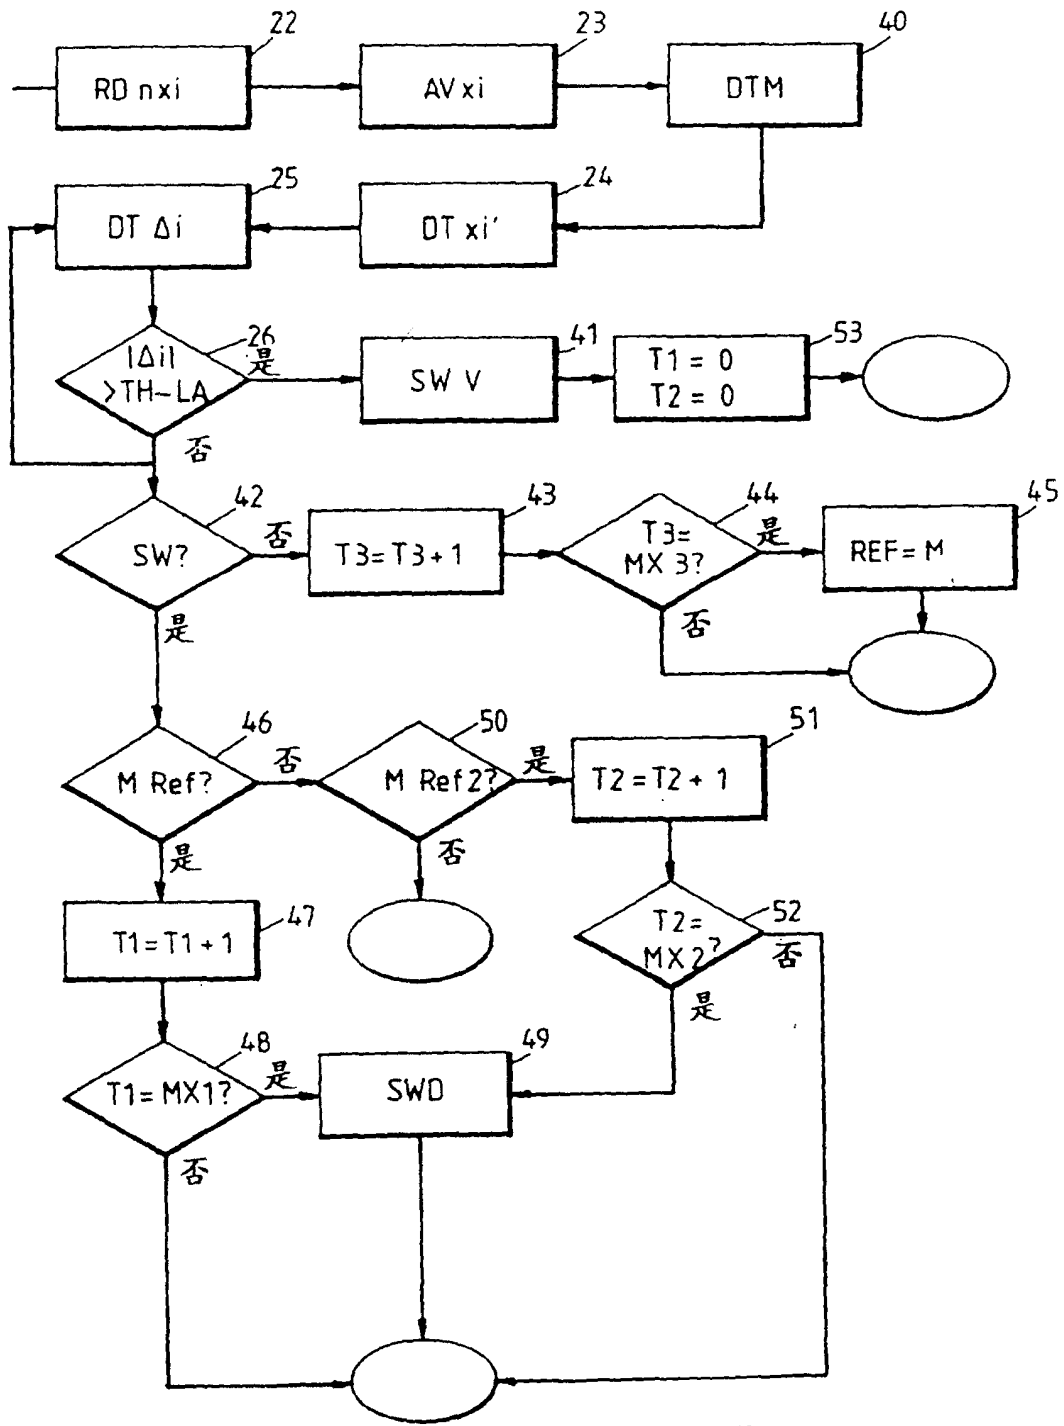 22
RD nxi
23
AV xi
40
DTM
25
DT Δi
24
DT xi'
26
|Δi|
>TH~LA
是
否
41
SW V
53
T1 = 0
T2 = 0
42
SW?
否
是
43
T3=T3+1
44
T3=
MX 3?
是
否
45
REF= M
46
M Ref?
否
是
50
M Ref2?
是
否
51
T2=T2+1
47
T1=T1+1
52
T2=
MX2?
否
是
48
T1=MX1?
是
否
49
SWD